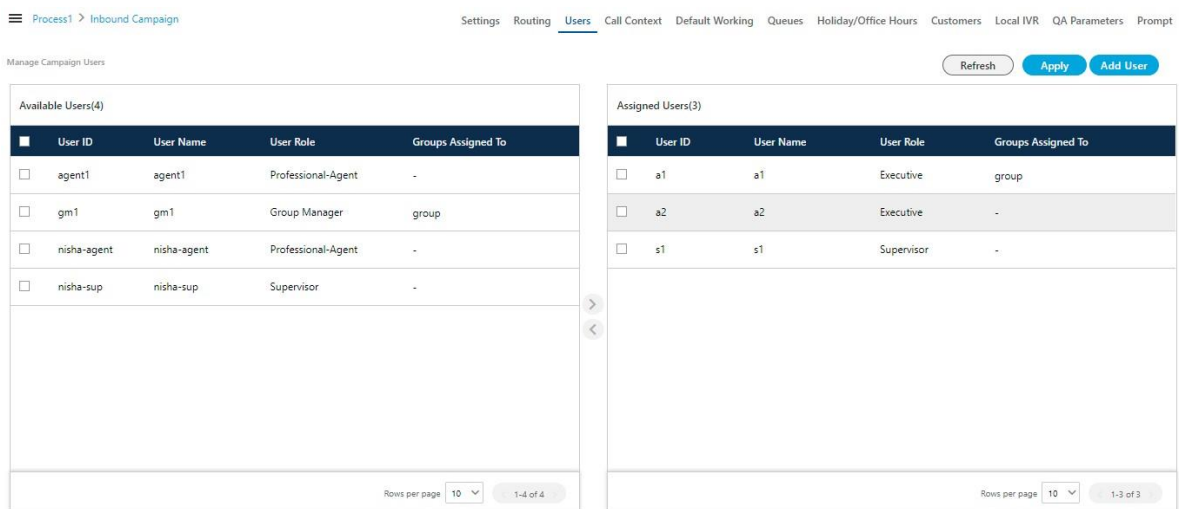 Process1 > Inbound Campaign
Settings Routing Users Call Context Default Working Queues Holiday/Office Hours Customers Local IVR QA Parameters Prompt
Manage Campaign Users
Refresh Apply Add User
Available Users(4)
User ID User Name User Role Groups Assigned To
agent1 agent1 Professional-Agent -
gm1 gm1 Group Manager group
nisha-agent nisha-agent Professional-Agent -
nisha-sup nisha-sup Supervisor -
Rows per page 10 1-4 of 4
Assigned Users(3)
User ID User Name User Role Groups Assigned To
a1 a1 Executive group
a2 a2 Executive -
s1 s1 Supervisor -
Rows per page 10 1-3 of 3